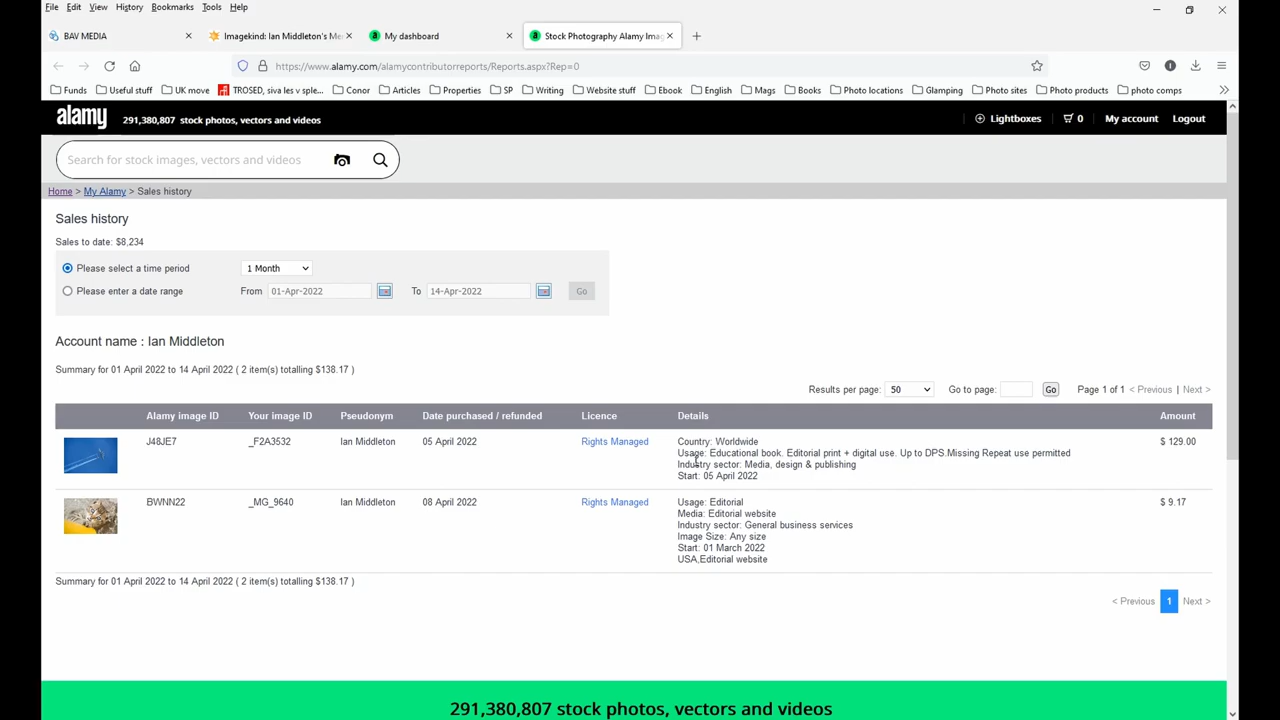 File Edit View History Bookmarks Tools Help
BAV MEDIA
Imagekind: Ian Middleton's Me
My dashboard
Stock Photography Alamy Imag
https://www.alamy.com/alamycontributorreports/Reports.aspx?Rep=0
Funds Useful stuff UK move TROSED, siva les v sple... Conor Articles Properties SP Writing Website stuff Ebook English Mags Books Photo locations Glamping Photo sites Photo products photo comps
alamy 291,380,807 stock photos, vectors and videos Lightboxes 0 My account Logout
Search for stock images, vectors and videos
Home > My Alamy > Sales history
Sales history
Sales to date: $8,234
Please select a time period 1 Month
Please enter a date range From 01-Apr-2022 To 14-Apr-2022 Go
Account name : Ian Middleton
Summary for 01 April 2022 to 14 April 2022 ( 2 item(s) totalling $138.17 )
Results per page: 50 Go to page: Go Page 1 of 1 < Previous | Next >
Alamy image ID Your image ID Pseudonym Date purchased / refunded Licence Details Amount
J48JE7 _F2A3532 Ian Middleton 05 April 2022 Rights Managed Country: Worldwide $ 129.00
Usage: Educational book. Editorial print + digital use. Up to DPS.Missing Repeat use permitted
Industry sector: Media, design & publishing
Start: 05 April 2022
BWNN22 _MG_9640 Ian Middleton 08 April 2022 Rights Managed Usage: Editorial $ 9.17
Media: Editorial website
Industry sector: General business services
Image Size: Any size
Start: 01 March 2022
USA,Editorial website
Summary for 01 April 2022 to 14 April 2022 ( 2 item(s) totalling $138.17 )
< Previous 1 Next >
291,380,807 stock photos, vectors and videos